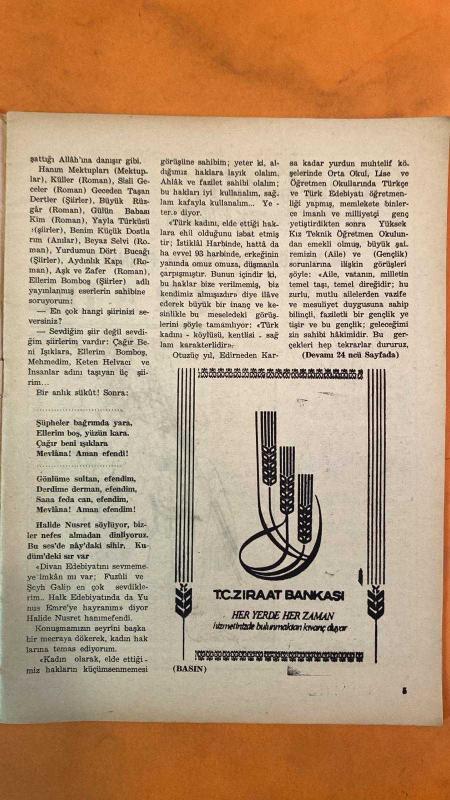 şattığı Allâh'ına danışır gibi.
Hanım Mektupları (Mektup-
lar), Küller (Roman), Sisli Ge-
celer (Roman) Geceden Taşan
Dertler (Şiirler), Büyük Rüz-
gâr (Roman), Gülün Babası
Kim (Roman), Yayla Türküsü
(Şiirler), Benim Küçük Dostla
rım (Anılar), Beyaz Selvi (Ro-
man), Yurdumun Dört Bucağı
(Şiirler), Aydınlık Kapı (Ro-
man), Aşk ve Zafer (Roman),
Ellerim Bomboş (Şiirler) adlı
yayınlanmış eserlerin sahibine
soruyorum:
— En çok hangi şiirinizi se-
versiniz?
— Sevdiğim şiir değil sevdi-
ğim şiirlerim vardır: Çağır Be-
ni Işıklara, Ellerim Bomboş,
Mehmedim, Keten Helvacı ve
İnsanlar adını taşıyan üç şii-
rim...
Bir anlık sükût! Sonra:
Şüpheler bağrımda yara,
Ellerim boş, yüzün kara.
Çağır beni ışıklara
Mevlâna! Aman efendi!
Gönlüme sultan, efendim,
Derdime derman, efendim,
Sana feda can, efendim,
Mevlâna! Aman efendim!
Halide Nusret söylüyor, biz-
ler nefes almadan dinliyoruz.
Bu ses'de nây'daki sihir, Ku-
düm'deki sır var
«Divan Edebiyatını sevmeme-
ye imkân mı var; Fuzûlî ve
Şeyh Galip en çok sevdikle-
rim.. Halk Edebiyatında da Yu
nus Emre'ye hayranım» diyor
Halide Nusret hanımefendi.
Konuşmamızın seyrini başka
bir mecraya dökerek, kadın hak
larına temas ediyorum.
«Kadın olarak, elde ettiği-
miz hakların küçümsenmemesi
görüşüne sahibim; yeter ki, al-
dığımız haklara layık olalım.
Ahlâk ve fazilet sahibi olalım;
bu hakları iyi kullanalım, sağ-
lam kafayla kullanalım.. Ye -
ter.» diyor.
«Türk kadını, elde ettiği hak-
lara ehil olduğunu isbat etmiş
tir; İstiklâl Harbinde, hattâ da
ha evvel 93 harbinde, erkeğinin
yanında omuz omuza, düşmanla
çarpışmıştır. Bunun içindir ki,
bu haklar bize verilmemiş, biz
kendimiz almışızdır» diye ilâve
ederek büyük bir inanç ve ke-
sinlikle bu meseledeki görüş-
lerini şöyle tamamlıyor: «Türk
kadını - köylüsü, kentlisi - sağ
lam karakterlidir.»
Otuzüç yıl, Edirneden Kar-
sa kadar yurdun muhtelif kö-
şelerinde Orta Okul, Lise ve
Öğretmen Okullarında Türkçe
ve Türk Edebiyatı öğretmen-
liği yapmış, memlekete binler-
ce imanlı ve milliyetçi genç
yetiştirdikten sonra Yüksek
Kız Teknik Öğretmen Okulun-
dan emekli olmuş, büyük şai-
remizin (Aile) ve (Gençlik)
sorunlarına ilişkin görüşleri
şöyle: «Aile, vatanın, milletin
temel taşı, temel direğidir; hu
zurlu, mutlu ailelerden vazife
ve mesuliyet duygusuna sahip
bilinçli, faziletli bir gençlik ye
tişir ve bu gençlik; geleceğimi
zin sahibi hâkimidir. Bu ger-
çekleri hep tekrarlar dururuz,
(Devamı 24 ncü Sayfada)
T.C. ZİRAAT BANKASI
HER YERDE HER ZAMAN
hizmetinizde bulunmaktan kıvanç duyar
(BASIN)
5